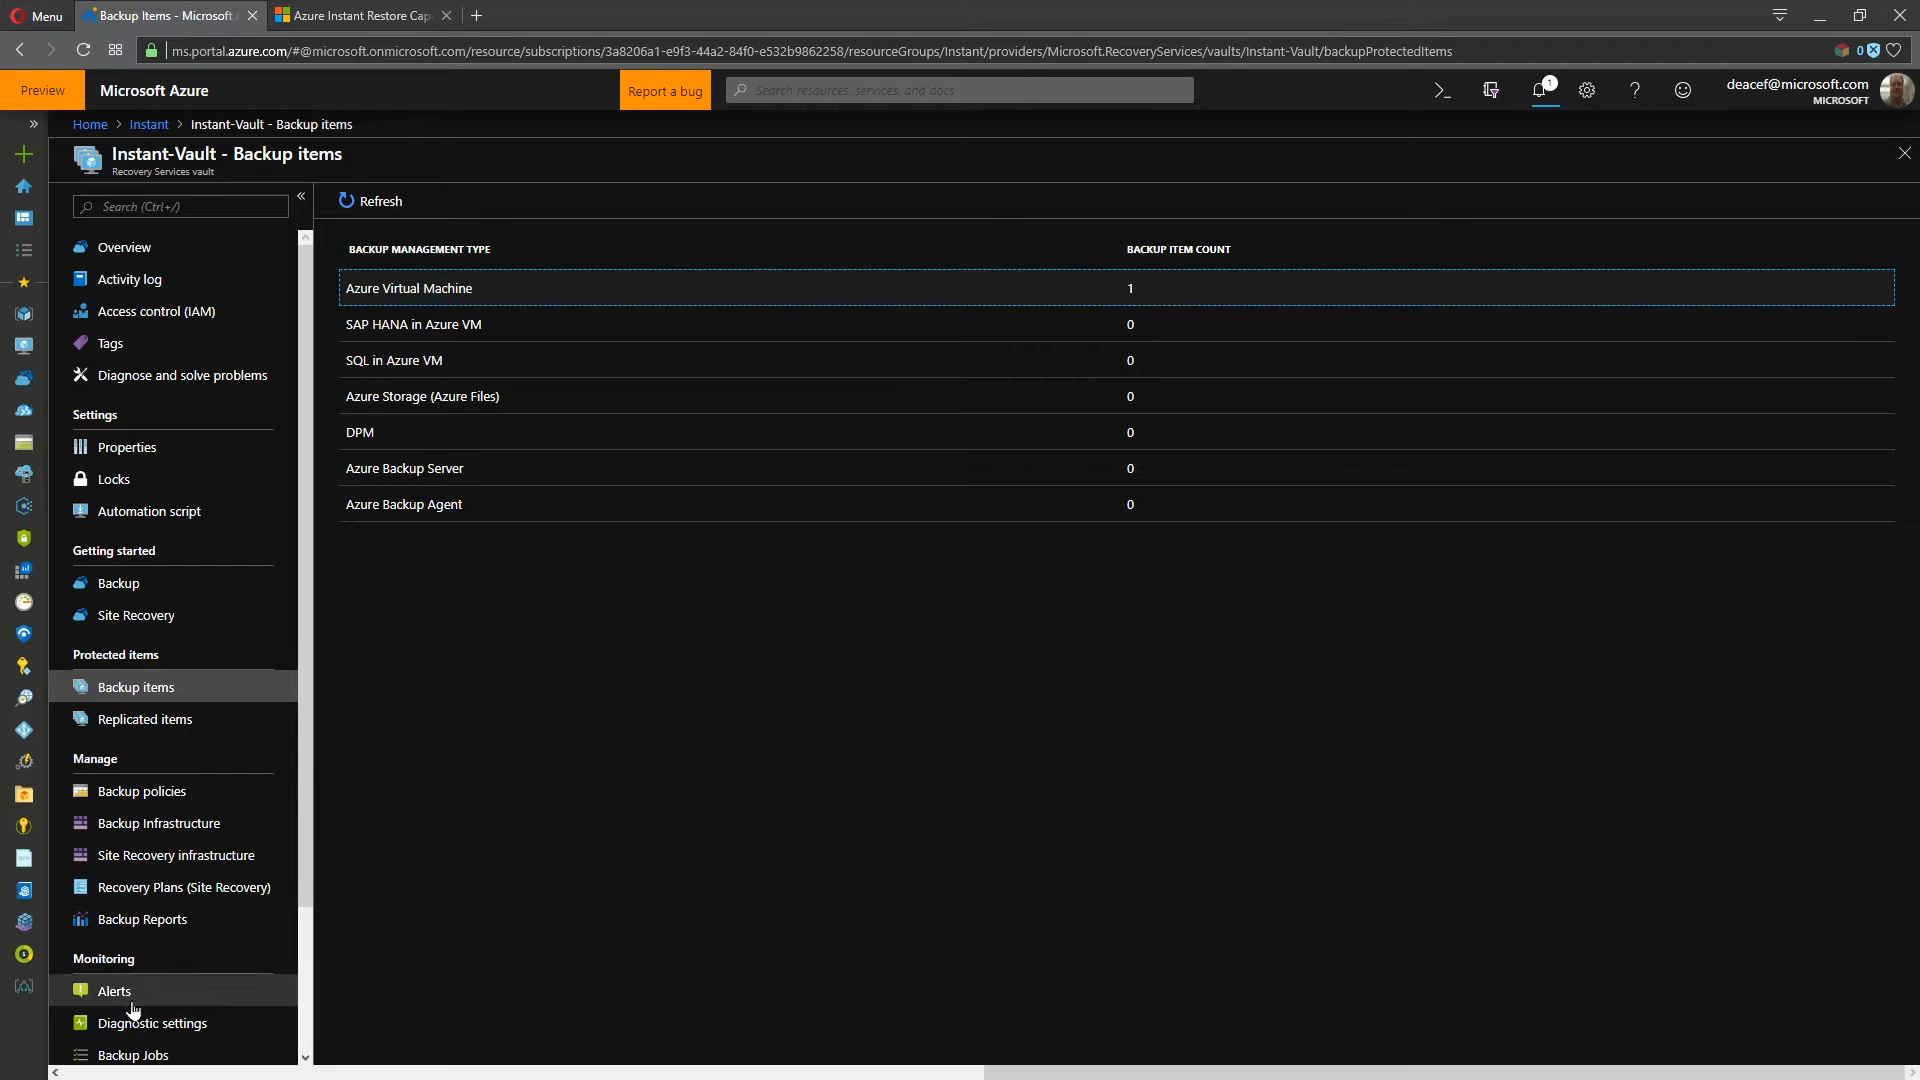 Menu
Backup Items - Microsoft A
Azure Instant Restore Cap
ms.portal.azure.com/#@microsoft.onmicrosoft.com/resource/subscriptions/3a8206a1-e9f3-44a2-84f0-e532b9862258/resourceGroups/Instant/providers/Microsoft.RecoveryServices/vaults/Instant-Vault/backupProtectedItems
0
Preview
Microsoft Azure
Report a bug
Search resources, services, and docs
1
deacef@microsoft.com
MICROSOFT
Home > Instant > Instant-Vault - Backup items
Instant-Vault - Backup items
Recovery Services vault
Search (Ctrl+/)
Overview
Activity log
Access control (IAM)
Tags
Diagnose and solve problems
Settings
Properties
Locks
Automation script
Getting started
Backup
Site Recovery
Protected items
Backup items
Replicated items
Manage
Backup policies
Backup Infrastructure
Site Recovery infrastructure
Recovery Plans (Site Recovery)
Backup Reports
Monitoring
Alerts
Diagnostic settings
Backup Jobs
Refresh
BACKUP MANAGEMENT TYPE BACKUP ITEM COUNT
Azure Virtual Machine 1
SAP HANA in Azure VM 0
SQL in Azure VM 0
Azure Storage (Azure Files) 0
DPM 0
Azure Backup Server 0
Azure Backup Agent 0